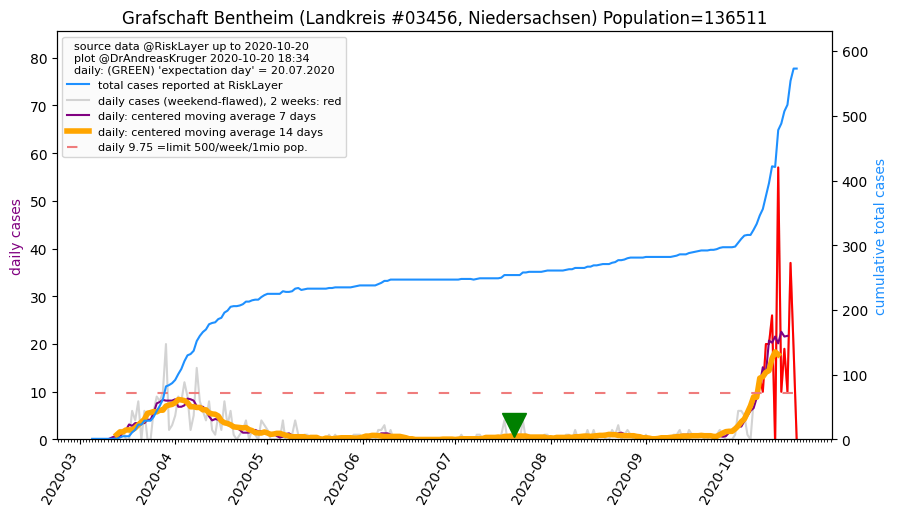 Grafschaft Bentheim (Landkreis #03456, Niedersachsen) Population=136511
source data @RiskLayer up to 2020-10-20
plot @DrAndreasKruger 2020-10-20 18:34
daily: (GREEN) 'expectation day' = 20.07.2020
total cases reported at RiskLayer
daily cases (weekend-flawed), 2 weeks: red
daily: centered moving average 7 days
daily: centered moving average 14 days
daily 9.75 =limit 500/week/1mio pop.
daily cases
80
70
60
50
40
30
20
10
0
600
500
400
300
200
100
0
cumulative total cases
2020-03
2020-04
2020-05
2020-06
2020-07
2020-08
2020-09
2020-10